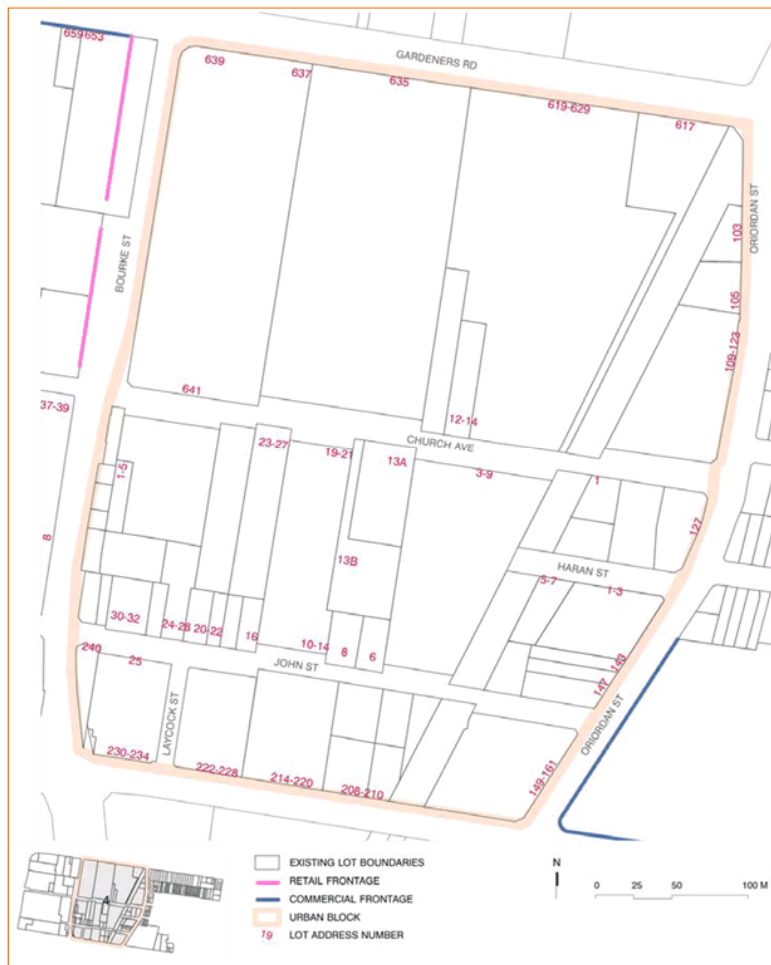 659 653
GARDENERS RD
639
637
635
619-629
617
ORIORDAN ST
103
BOURKE ST
105
109-123
641
37-39
12-14
CHURCH AVE
23-27
19-21
13A
3-9
1
1-5
127
8
13B
HARAN ST
5-7
1-3
30-32
24-28
20-22
16
10-14
8
6
240
25
JOHN ST
143
147
LAYCOCK ST
ORIORDAN ST
230-234
222-228
214-220
208-210
149-161
4
EXISTING LOT BOUNDARIES
RETAIL FRONTAGE
COMMERCIAL FRONTAGE
URBAN BLOCK
19 LOT ADDRESS NUMBER
N
0 25 50 100 M